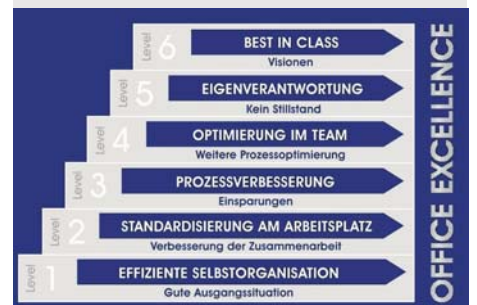 Level 6
BEST IN CLASS
Visionen
Level 5
EIGENVERANTWORTUNG
Kein Stillstand
Level 4
OPTIMIERUNG IM TEAM
Weitere Prozessoptimierung
Level 3
PROZESSVERBESSERUNG
Einsparungen
Level 2
STANDARDISIERUNG AM ARBEITSPLATZ
Verbesserung der Zusammenarbeit
Level 1
EFFIZIENTE SELBSTORGANISATION
Gute Ausgangssituation
OFFICE EXCELLENCE